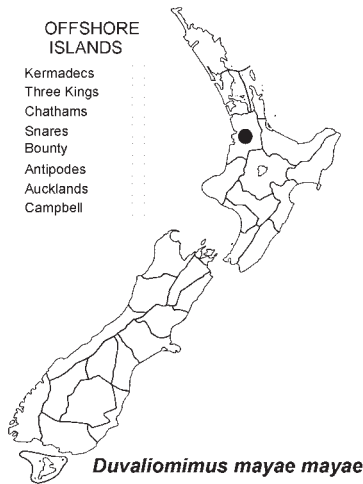 OFFSHORE
ISLANDS
Kermadecs
Three Kings
Chathams
Snares
Bounty
Antipodes
Aucklands
Campbell
Duvaliomimus mayae mayae